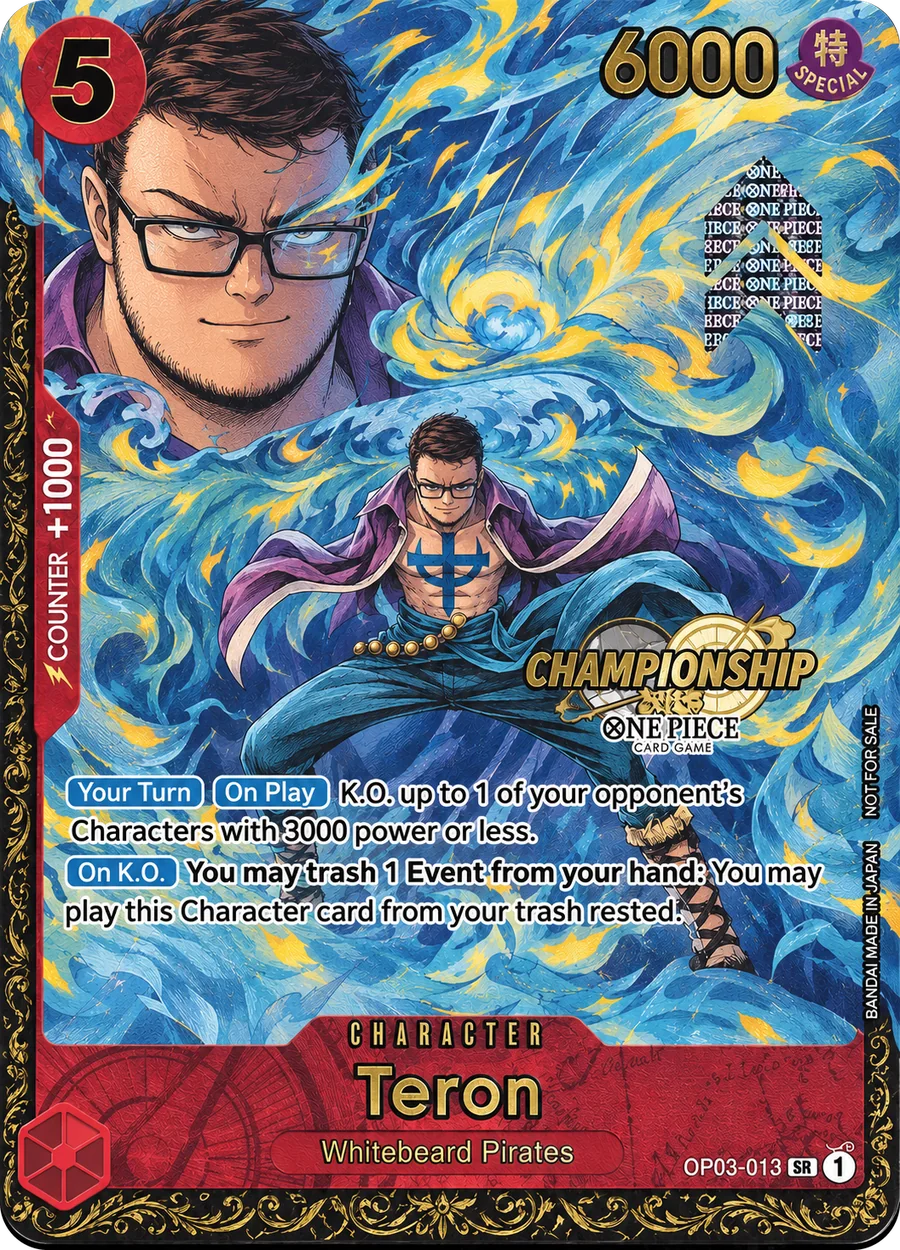 5
6000
特
SPECIAL
COUNTER +1000
CHAMPIONSHIP
ONE PIECE
CARD GAME
Your Turn On Play K.O. up to 1 of your opponent's
Characters with 3000 power or less.
On K.O. You may trash 1 Event from your hand: You may
play this Character card from your trash rested.
BANDAI MADE IN JAPAN NOT FOR SALE
CHARACTER
Teron
Whitebeard Pirates
OP03-013 SR 1